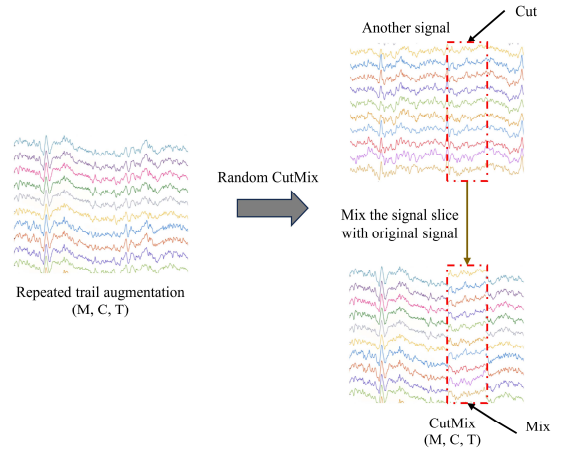 Cut
Another signal
Random CutMix
Mix the signal slice
with original signal
Repeated trail augmentation
(M, C, T)
CutMix
(M, C, T)
Mix